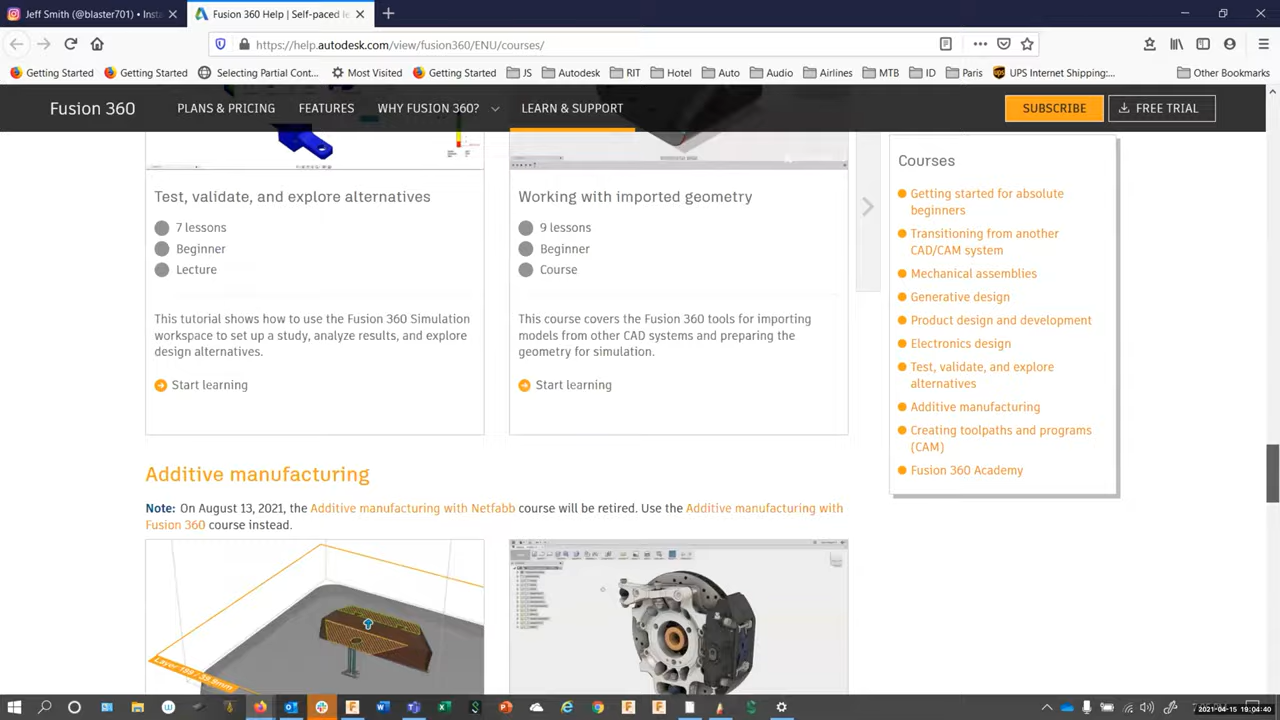 Jeff Smith (@blaster701) • Inst
Fusion 360 Help | Self-paced le
https://help.autodesk.com/view/fusion360/ENU/courses/
Getting Started
Getting Started
Selecting Partial Cont...
Most Visited
Getting Started
JS
Autodesk
RIT
Hotel
Auto
Audio
Airlines
MTB
ID
Paris
UPS Internet Shipping:...
Other Bookmarks
Fusion 360
PLANS & PRICING
FEATURES
WHY FUSION 360?
LEARN & SUPPORT
SUBSCRIBE
FREE TRIAL
Test, validate, and explore alternatives
7 lessons
Beginner
Lecture
This tutorial shows how to use the Fusion 360 Simulation
workspace to set up a study, analyze results, and explore
design alternatives.
Start learning
Working with imported geometry
9 lessons
Beginner
Course
This course covers the Fusion 360 tools for importing
models from other CAD systems and preparing the
geometry for simulation.
Start learning
Courses
Getting started for absolute
beginners
Transitioning from another
CAD/CAM system
Mechanical assemblies
Generative design
Product design and development
Electronics design
Test, validate, and explore
alternatives
Additive manufacturing
Creating toolpaths and programs
(CAM)
Fusion 360 Academy
Additive manufacturing
Note: On August 13, 2021, the Additive manufacturing with Netfabb course will be retired. Use the Additive manufacturing with
Fusion 360 course instead.
2021-04-15 19:04:40